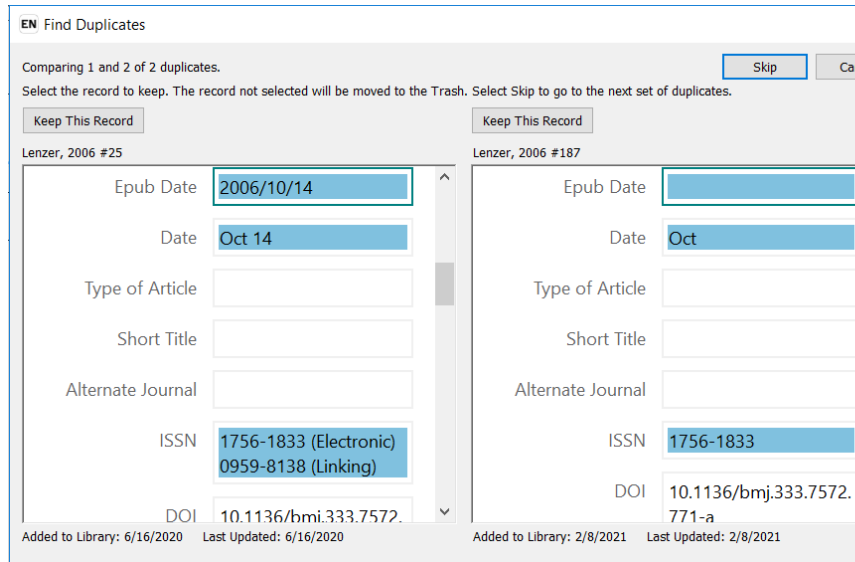 EN Find Duplicates
Comparing 1 and 2 of 2 duplicates.
Skip
Select the record to keep. The record not selected will be moved to the Trash. Select Skip to go to the next set of duplicates.
Keep This Record
Keep This Record
Lenzer, 2006 #25
Lenzer, 2006 #187
Epub Date
2006/10/14
Date
Oct 14
Type of Article
Short Title
Alternate Journal
ISSN
1756-1833 (Electronic)
0959-8138 (Linking)
DOI
10.1136/bmj.333.7572.
Epub Date
Date
Oct
Type of Article
Short Title
Alternate Journal
ISSN
1756-1833
DOI
10.1136/bmj.333.7572.
771-a
Added to Library: 6/16/2020 Last Updated: 6/16/2020
Added to Library: 2/8/2021 Last Updated: 2/8/2021